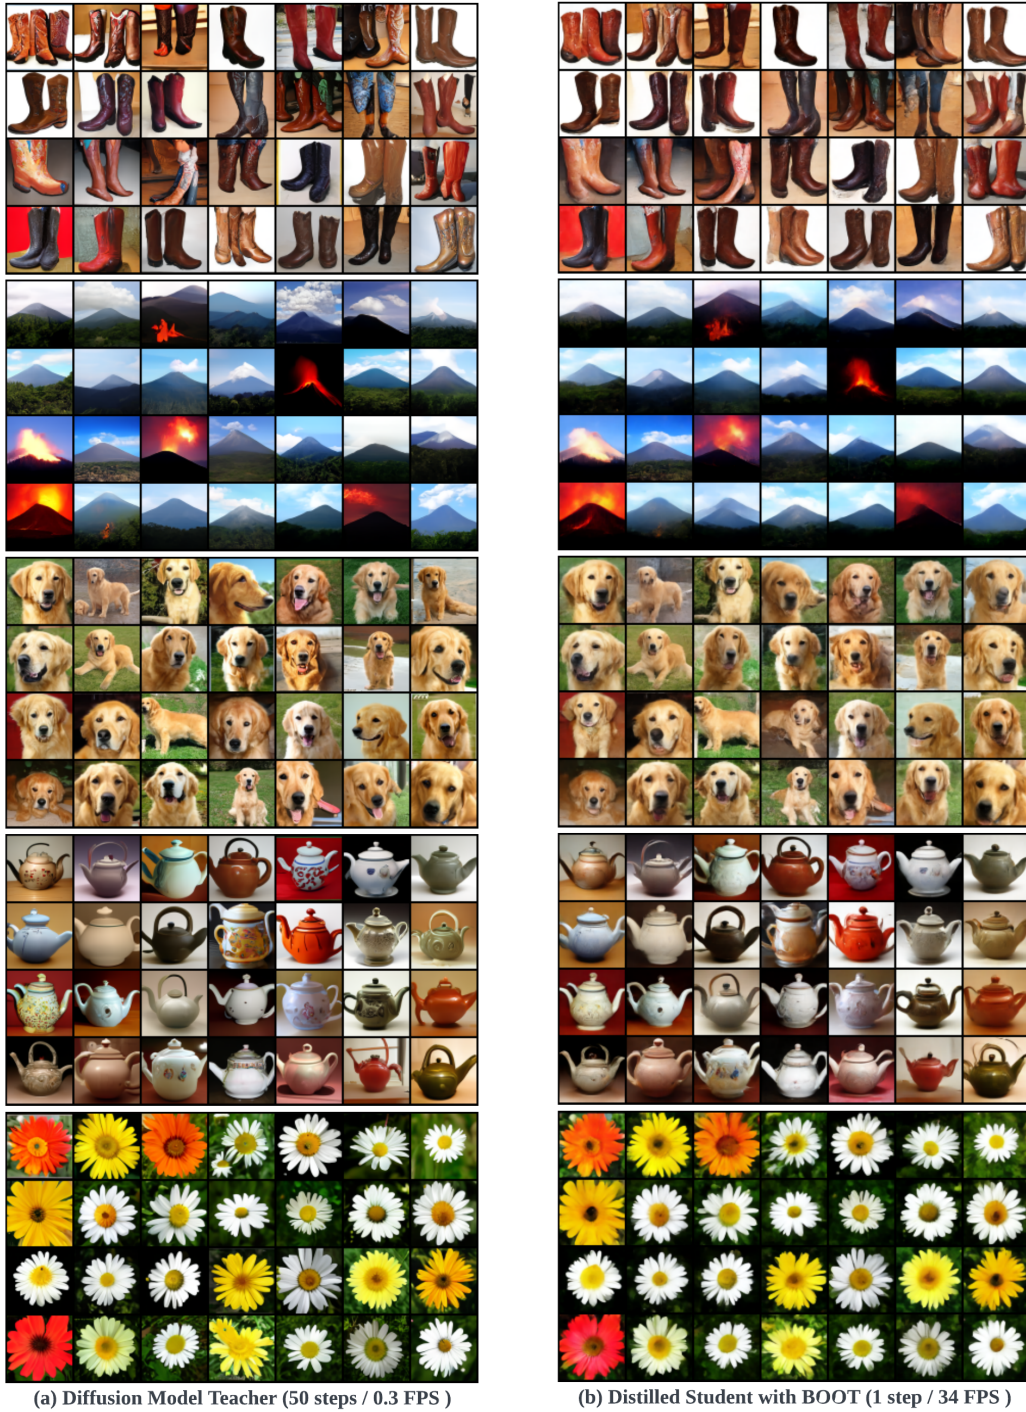 (a) Diffusion Model Teacher (50 steps / 0.3 FPS )
(b) Distilled Student with BOOT (1 step / 34 FPS )